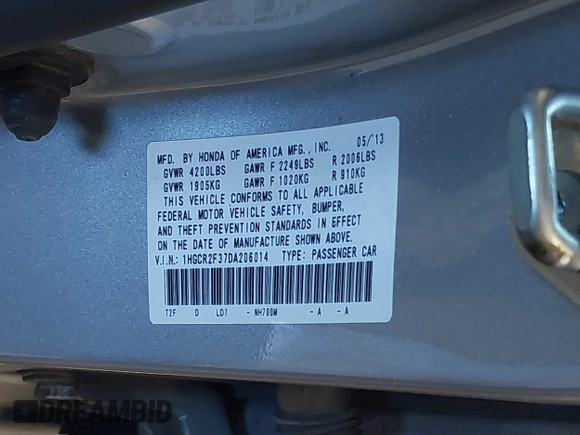 MFD. BY HONDA OF AMERICA MFG., INC. 05/13
GVWR 4200LBS GAWR F 2249LBS R 2006LBS
GVWR 1905KG GAWR F 1020KG R 910KG
THIS VEHICLE CONFORMS TO ALL APPLICABLE
FEDERAL MOTOR VEHICLE SAFETY, BUMPER,
AND THEFT PREVENTION STANDARDS IN EFFECT
ON THE DATE OF MANUFACTURE SHOWN ABOVE.
V.I.N.: 1HGCR2F37DA206014 TYPE: PASSENGER CAR
T2F D LD7 - NH700M - A - A
DREAMBID